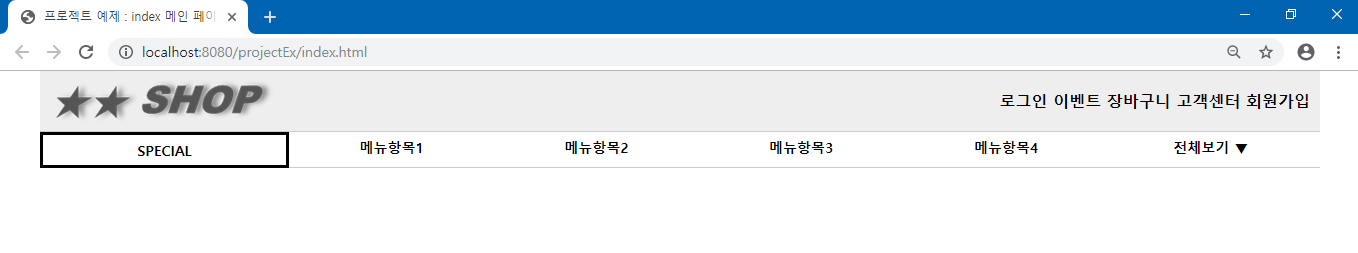 프로젝트 예제 : index 메인 페이
localhost:8080/projectEx/index.html
★★ SHOP
로그인 이벤트 장바구니 고객센터 회원가입
SPECIAL 메뉴항목1 메뉴항목2 메뉴항목3 메뉴항목4 전체보기 ▼